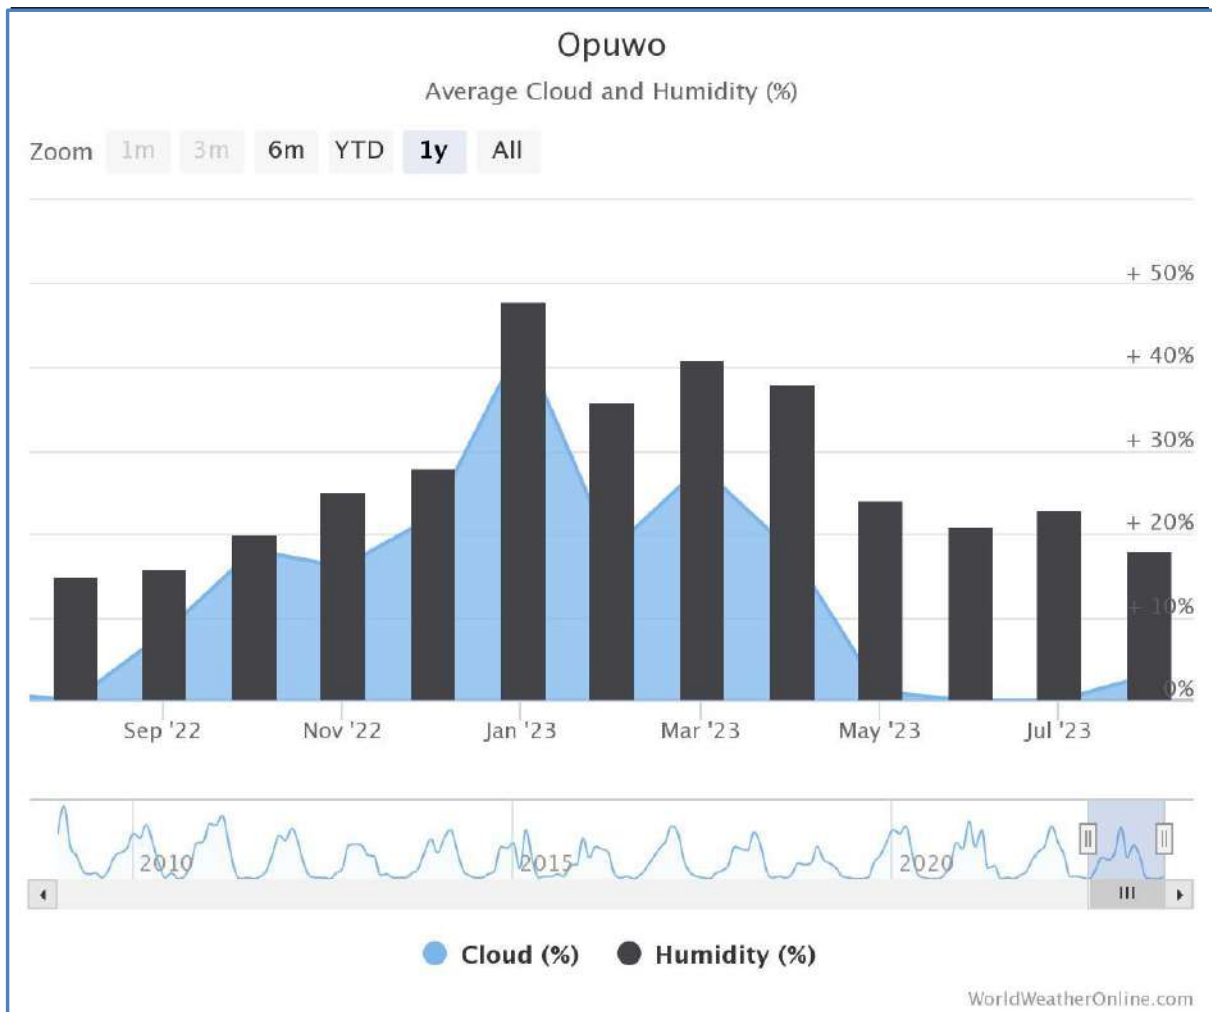 Opuwo
Average Cloud and Humidity (%)
Zoom 1m 3m 6m YTD 1y All
+ 50%
+ 40%
+ 30%
+ 20%
+ 10%
0%
Sep '22 Nov '22 Jan '23 Mar '23 May '23 Jul '23
2010 2015 2020
Cloud (%) Humidity (%)
WorldWeatherOnline.com